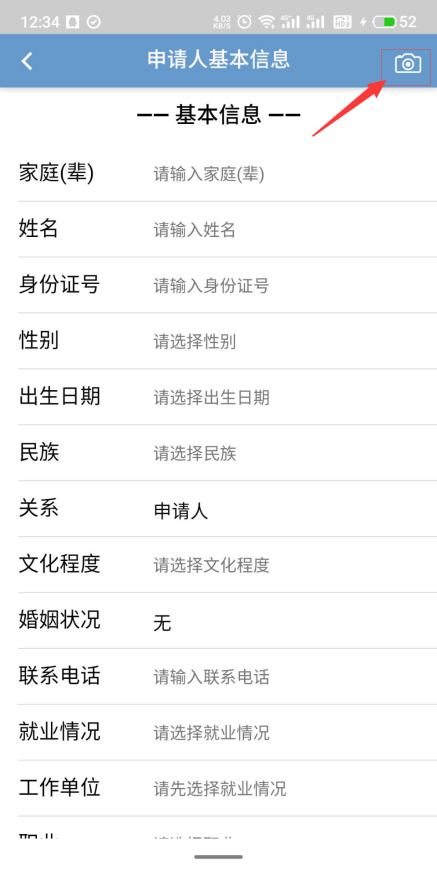 12:34 4.03 KB/S 4G 4G HD 52
申请人基本信息
—— 基本信息 ——
家庭(辈) 请输入家庭(辈)
姓名 请输入姓名
身份证号 请输入身份证号
性别 请选择性别
出生日期 请选择出生日期
民族 请选择民族
关系 申请人
文化程度 请选择文化程度
婚姻状况 无
联系电话 请输入联系电话
就业情况 请选择就业情况
工作单位 请先选择就业情况